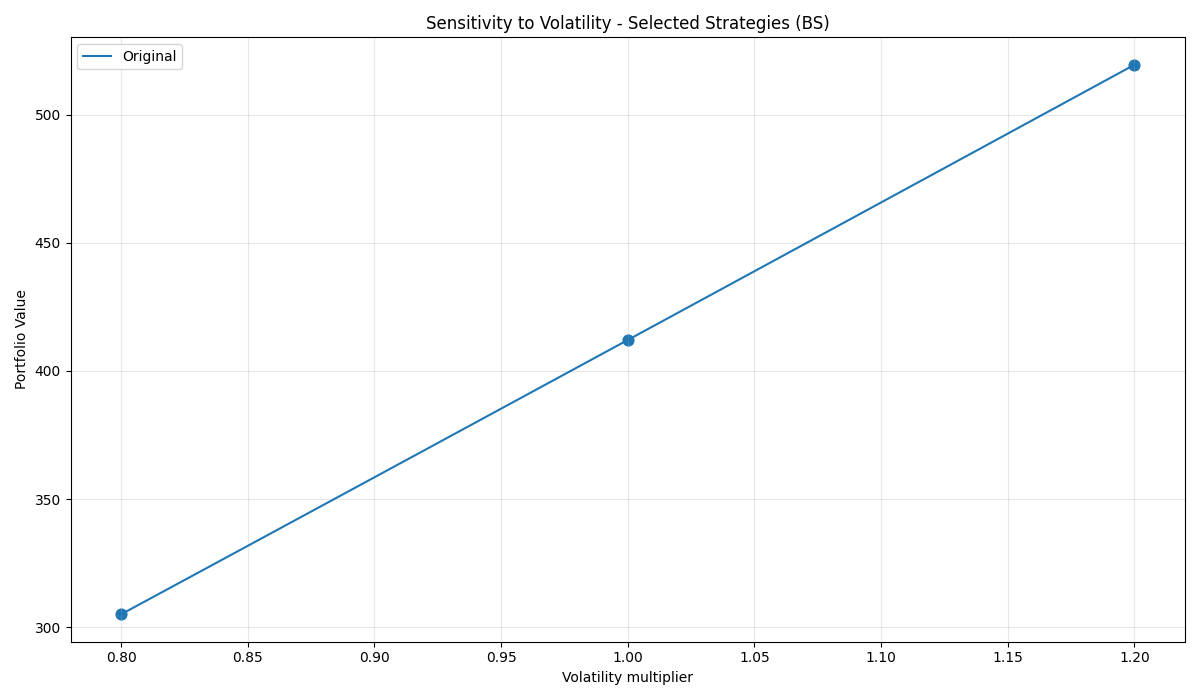 Sensitivity to Volatility - Selected Strategies (BS)
Original
500
450
400
350
300
Portfolio Value
0.80 0.85 0.90 0.95 1.00 1.05 1.10 1.15 1.20
Volatility multiplier